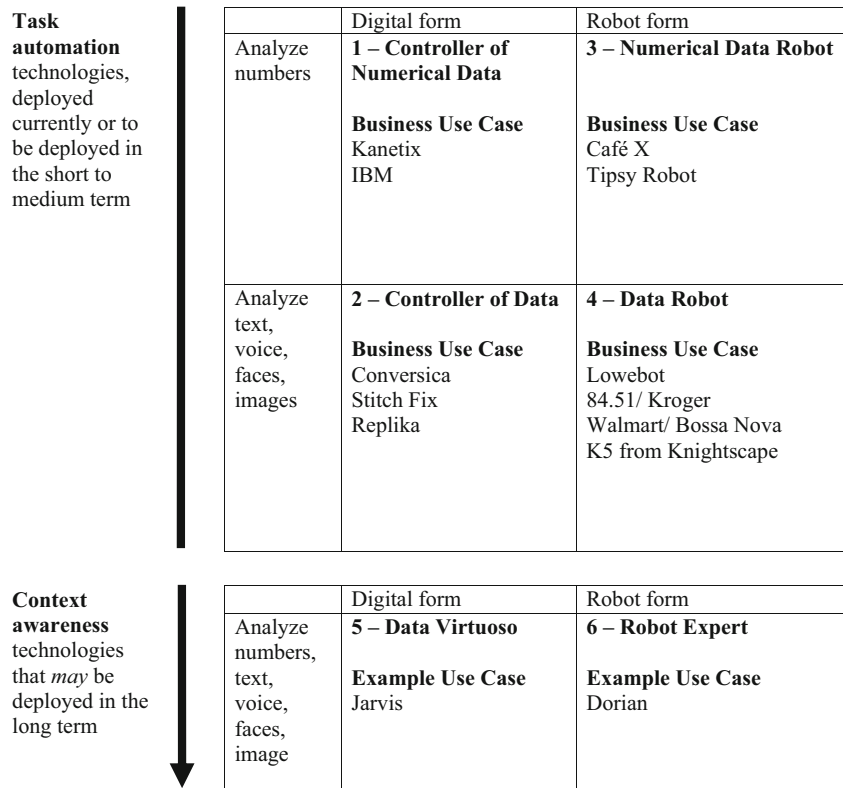 Task
automation
technologies,
deployed
currently or to
be deployed in
the short to
medium term
Digital form
Robot form
Analyze
numbers
1 – Controller of
Numerical Data
Business Use Case
Kanetix
IBM
3 – Numerical Data Robot
Business Use Case
Café X
Tipsy Robot
Analyze
text,
voice,
faces,
images
2 – Controller of Data
Business Use Case
Conversica
Stitch Fix
Replika
4 – Data Robot
Business Use Case
Lowebot
84.51/ Kroger
Walmart/ Bossa Nova
K5 from Knightscape
Context
awareness
technologies
that may be
deployed in the
long term
Digital form
Robot form
Analyze
numbers,
text,
voice,
faces,
image
5 – Data Virtuoso
Example Use Case
Jarvis
6 – Robot Expert
Example Use Case
Dorian